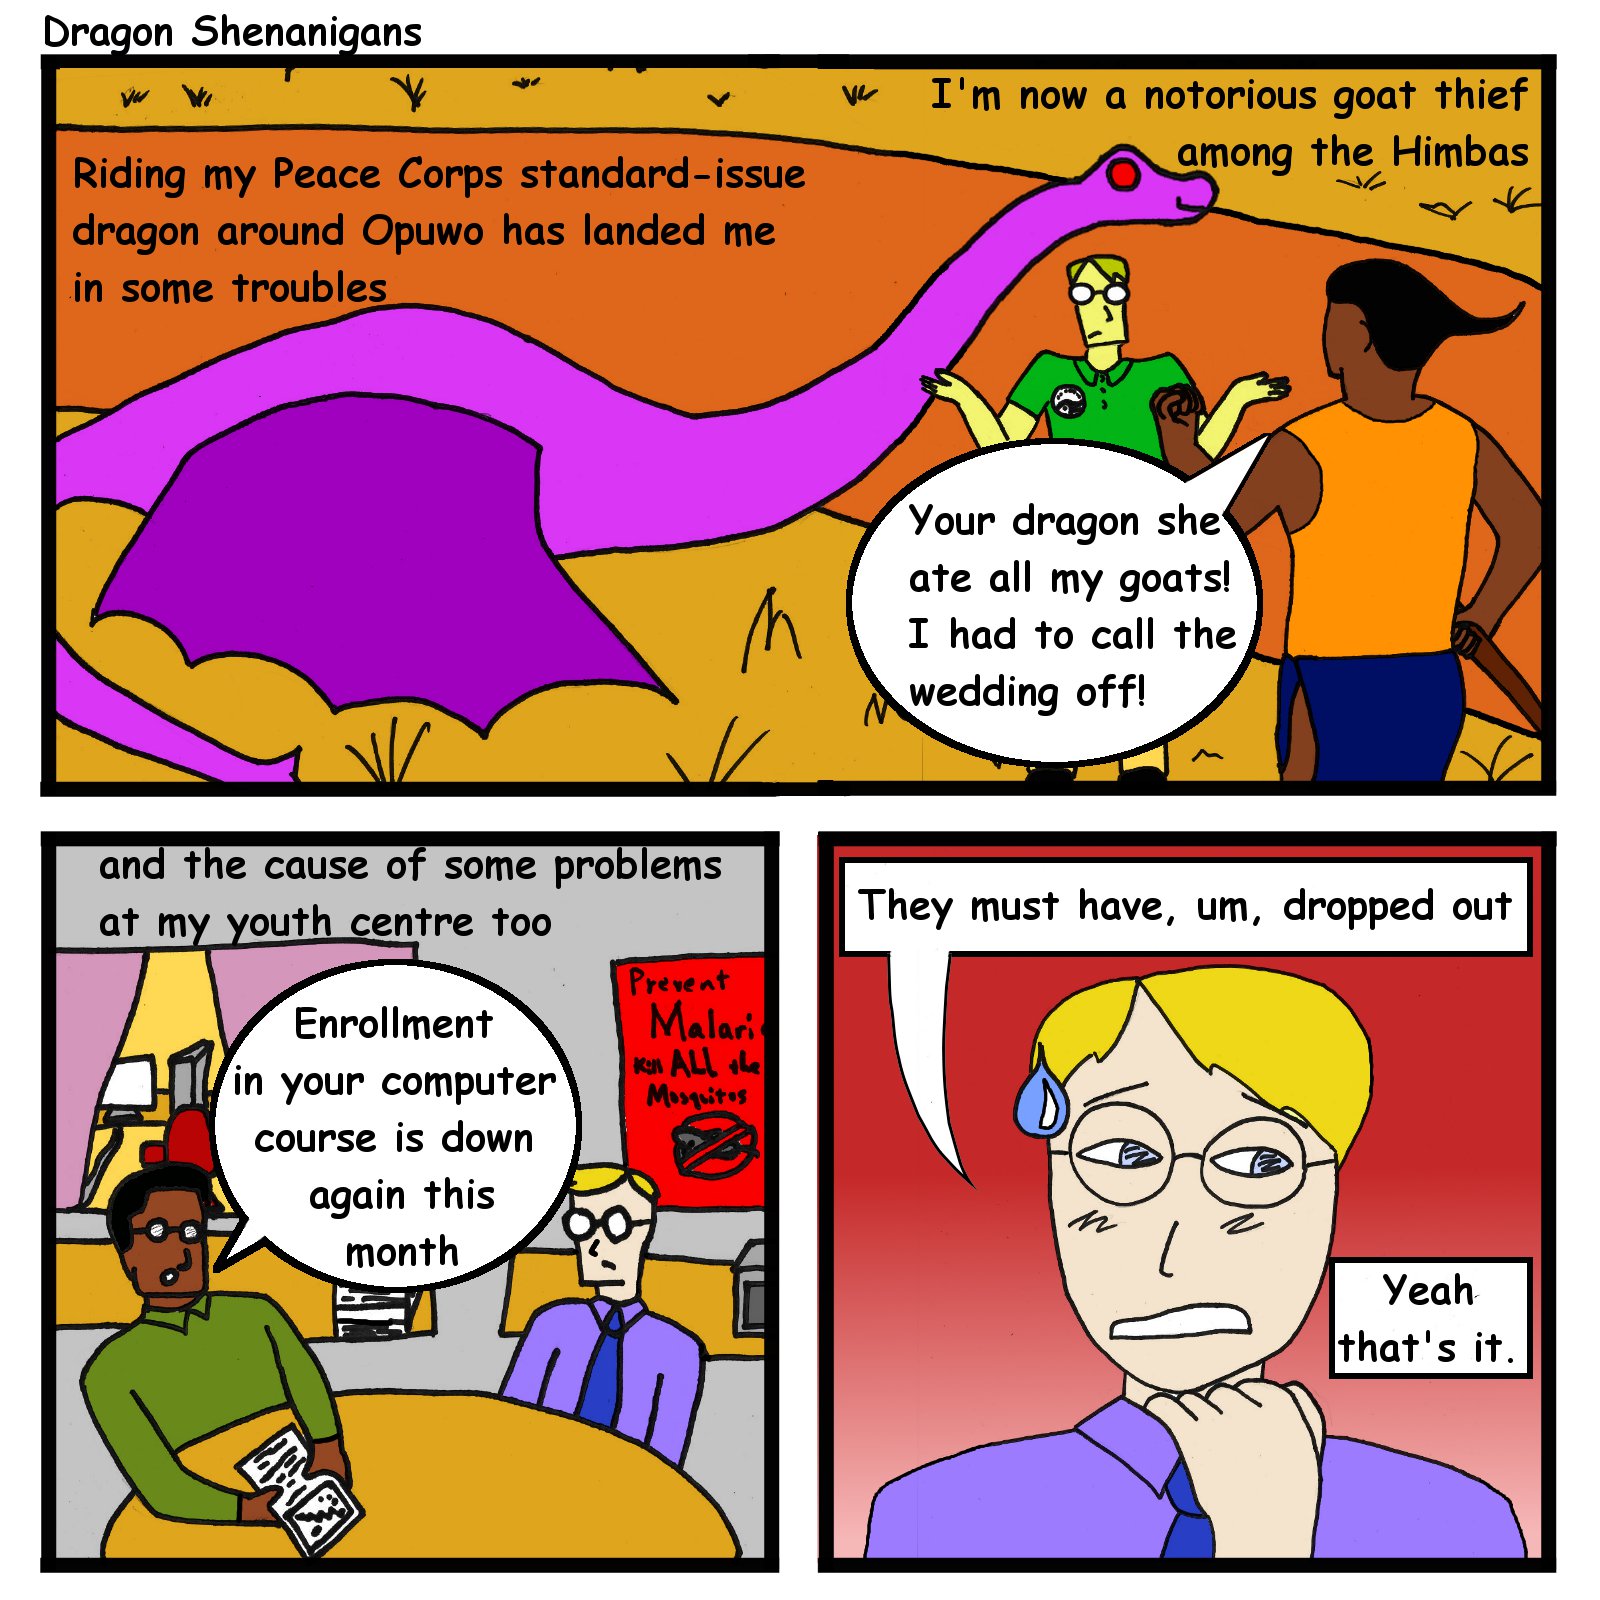 Dragon Shenanigans
Riding my Peace Corps standard-issue
dragon around Opuwo has landed me
in some troubles
I'm now a notorious goat thief
among the Himbas
Your dragon she
ate all my goats!
I had to call the
wedding off!
and the cause of some problems
at my youth centre too
Enrollment
in your computer
course is down
again this
month
Prevent
Malari
Kill ALL the
Mosquitos
They must have, um, dropped out
Yeah
that's it.